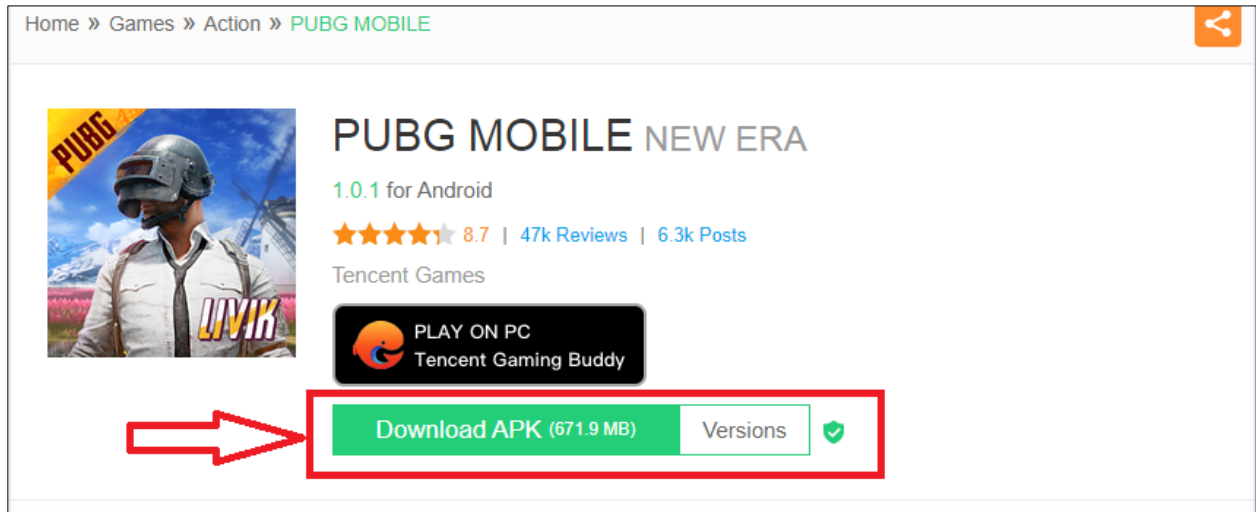 Home » Games » Action » PUBG MOBILE
PUBG
LIVIK
PUBG MOBILE NEW ERA
1.0.1 for Android
8.7 | 47k Reviews | 6.3k Posts
Tencent Games
PLAY ON PC
Tencent Gaming Buddy
Download APK (671.9 MB) Versions